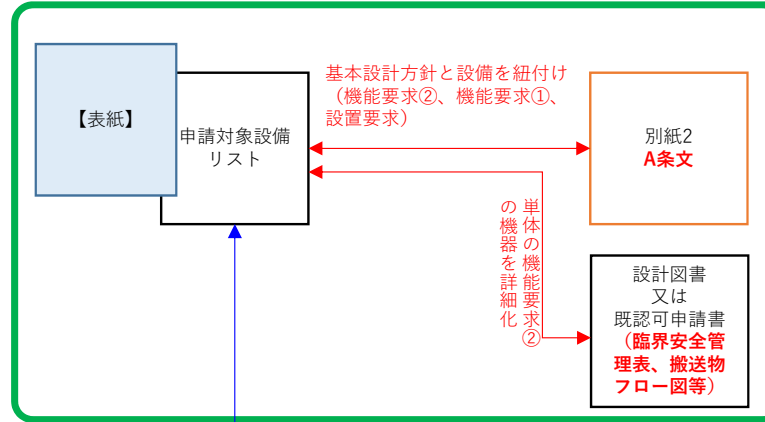 【表紙】
申請対象設備
リスト
基本設計方針と設備を紐付け
（機能要求②、機能要求①、
設置要求）
別紙2
A条文
単体の機能要求②
の機器を詳細化
設計図書
又は
既認可申請書
（臨界安全管
理表、搬送物
フロー図等）